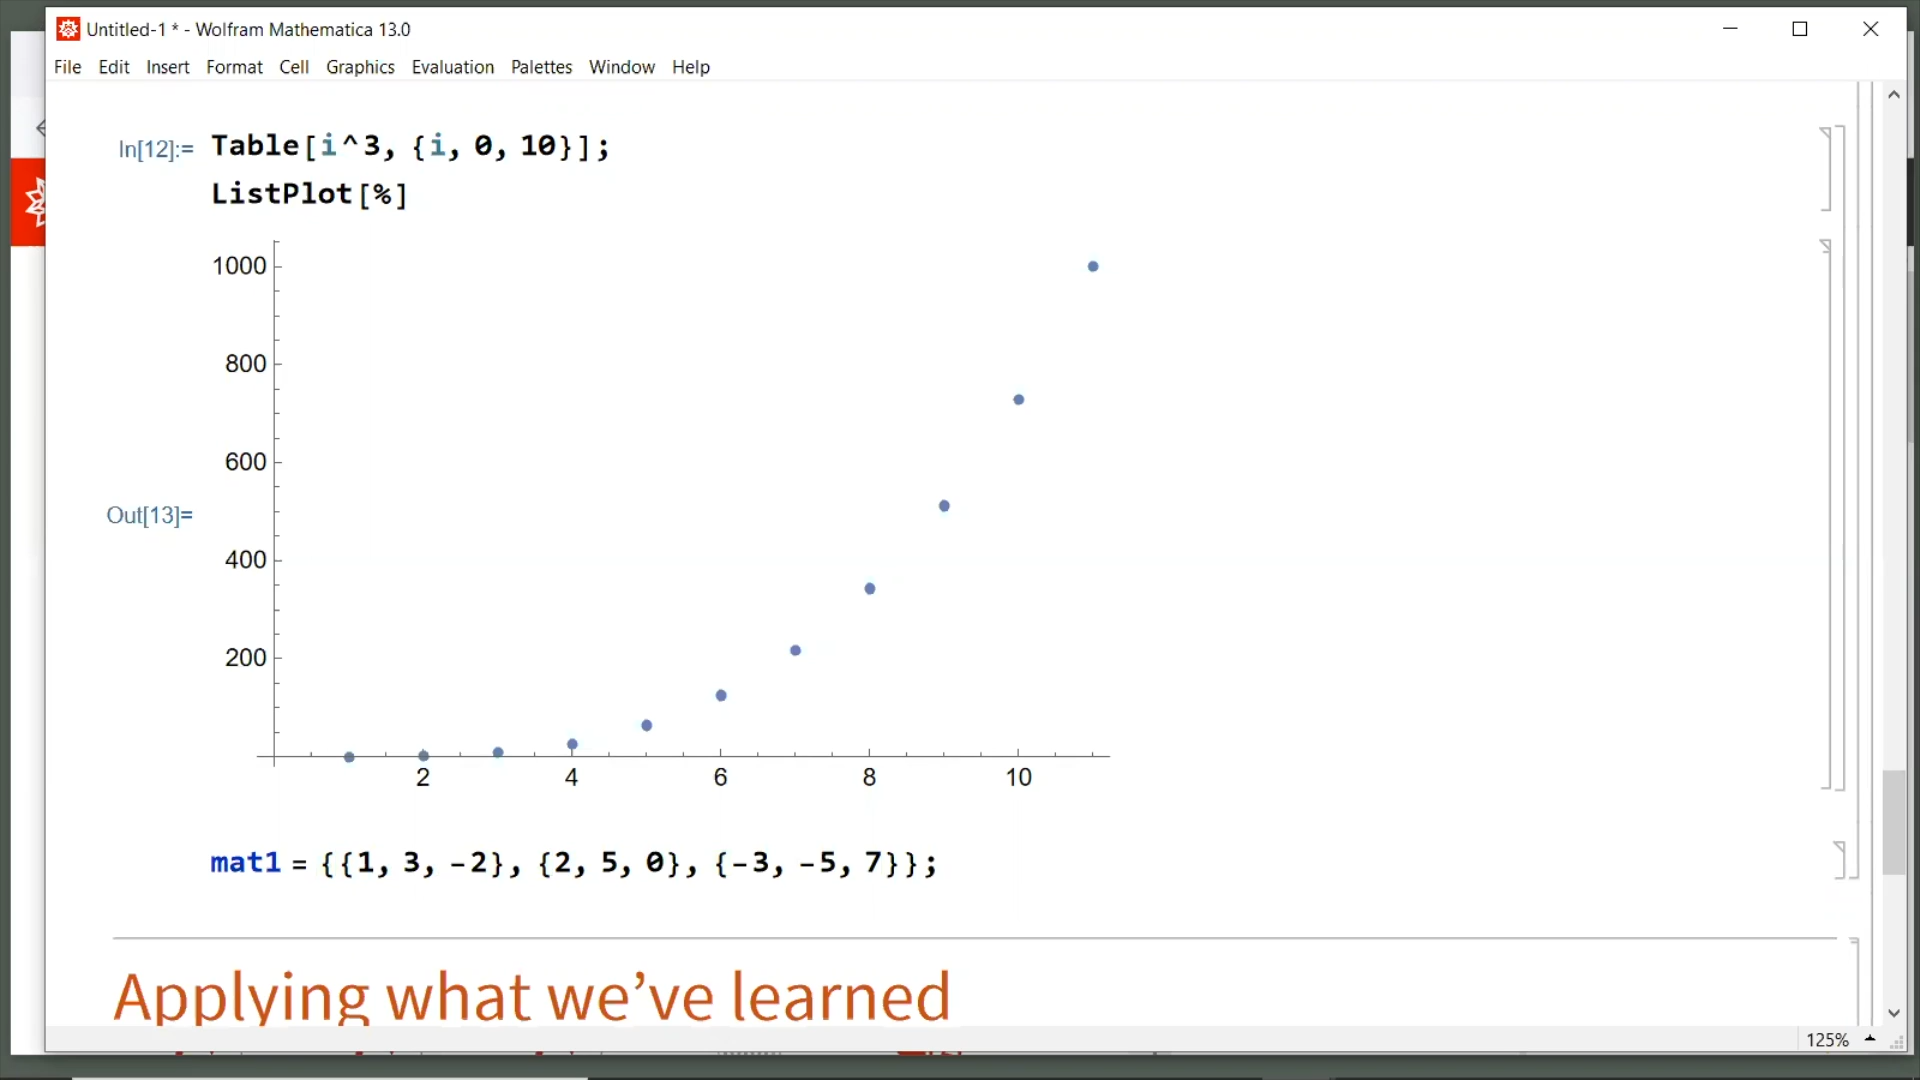 Untitled-1 * - Wolfram Mathematica 13.0
File Edit Insert Format Cell Graphics Evaluation Palettes Window Help
In[12]:= Table[i^3, {i, 0, 10}];
ListPlot[%]
1000
800
600
Out[13]=
400
200
2 4 6 8 10
mat1 = {{1, 3, -2}, {2, 5, 0}, {-3, -5, 7}};
Applying what we’ve learned
125%